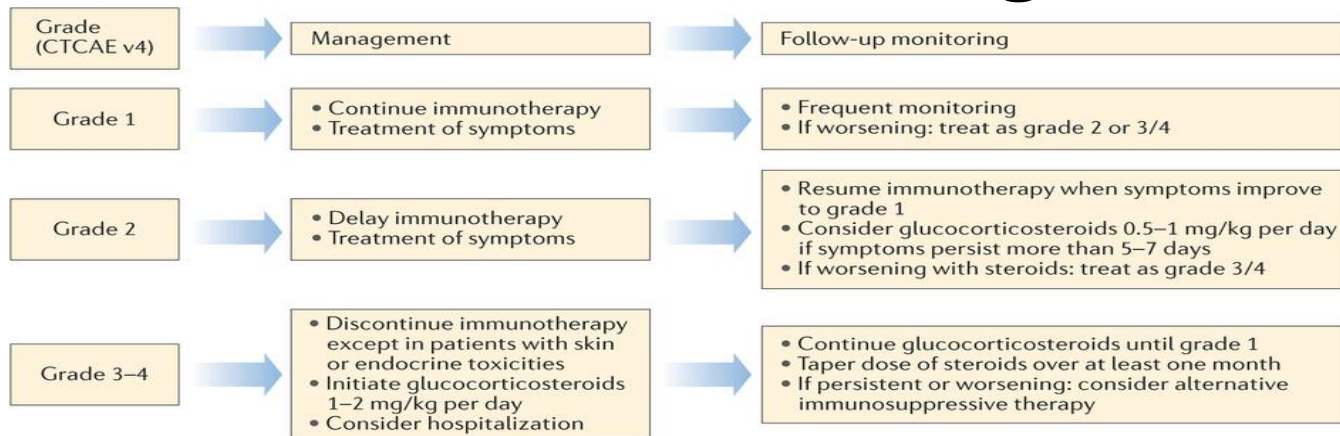 Grade
(CTCAE v4)
Management
Follow-up monitoring
Grade 1
• Continue immunotherapy
• Treatment of symptoms
• Frequent monitoring
• If worsening: treat as grade 2 or 3/4
Grade 2
• Delay immunotherapy
• Treatment of symptoms
• Resume immunotherapy when symptoms improve
to grade 1
• Consider glucocorticosteroids 0.5–1 mg/kg per day
if symptoms persist more than 5–7 days
• If worsening with steroids: treat as grade 3/4
Grade 3–4
• Discontinue immunotherapy
except in patients with skin
or endocrine toxicities
• Initiate glucocorticosteroids
1–2 mg/kg per day
• Consider hospitalization
• Continue glucocorticosteroids until grade 1
• Taper dose of steroids over at least one month
• If persistent or worsening: consider alternative
immunosuppressive therapy